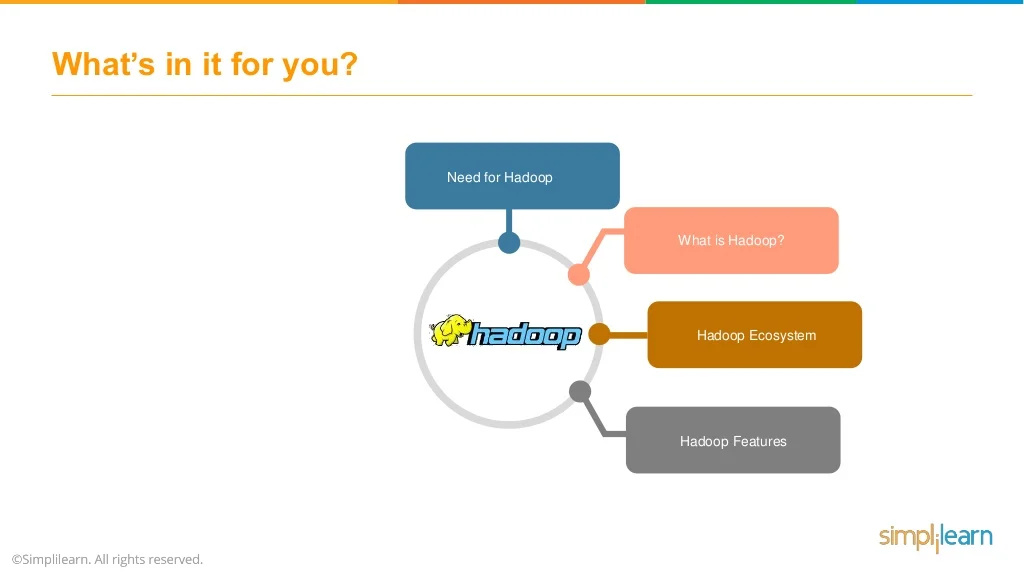 What’s in it for you?
Need for Hadoop
What is Hadoop?
hadoop
Hadoop Ecosystem
Hadoop Features
simplilearn
©Simplilearn. All rights reserved.